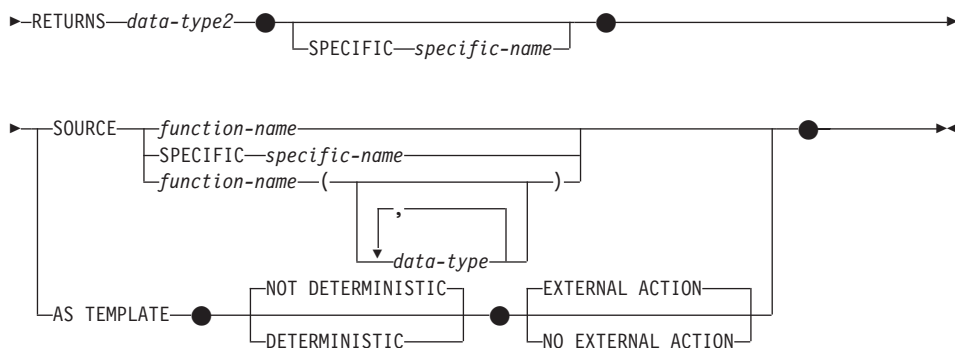 RETURNS data-type2
SPECIFIC specific-name
SOURCE function-name
SPECIFIC specific-name
function-name ( )
,
data-type
NOT DETERMINISTIC EXTERNAL ACTION
AS TEMPLATE
DETERMINISTIC NO EXTERNAL ACTION